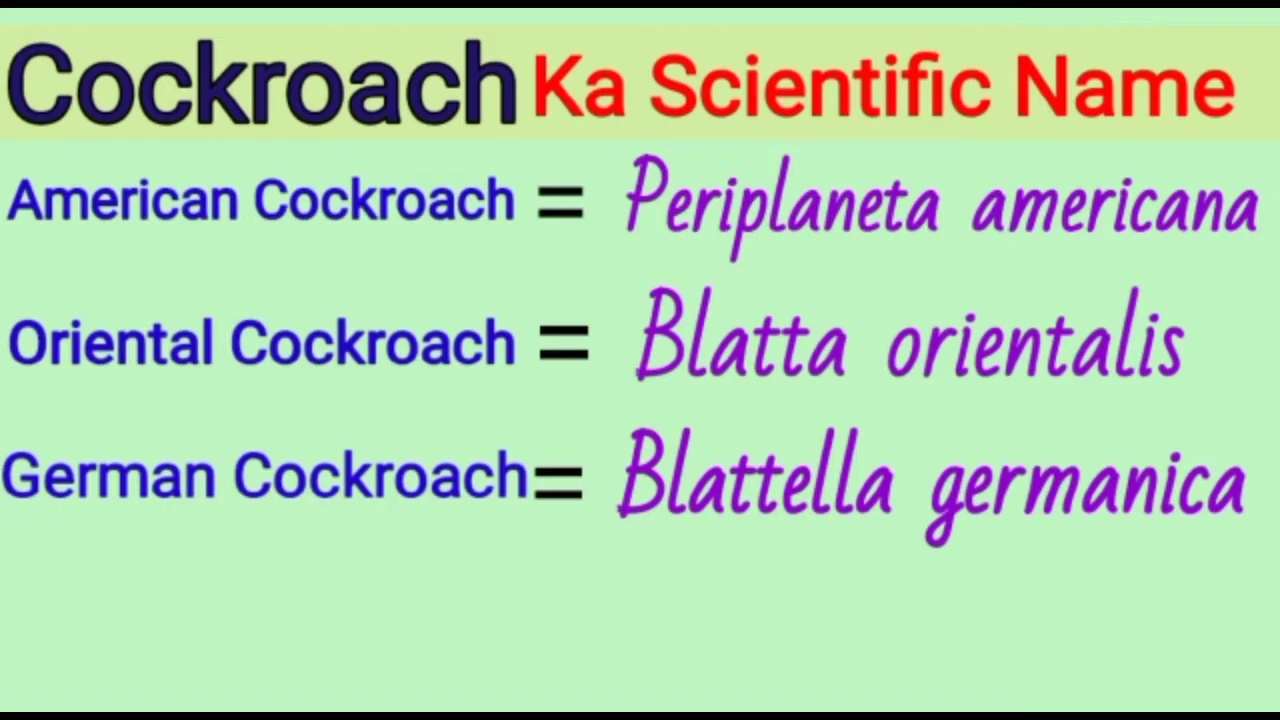 Cockroach Ka Scientific Name
American Cockroach = Periplaneta americana
Oriental Cockroach = Blatta orientalis
German Cockroach = Blattella germanica